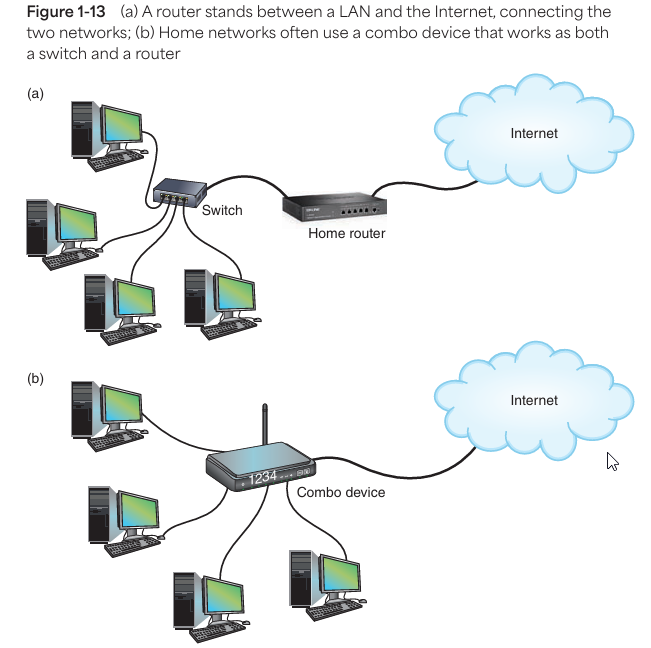 Figure 1-13 (a) A router stands between a LAN and the Internet, connecting the
two networks; (b) Home networks often use a combo device that works as both
a switch and a router
(a)
Internet
Switch
Home router
(b)
Internet
1234
Combo device